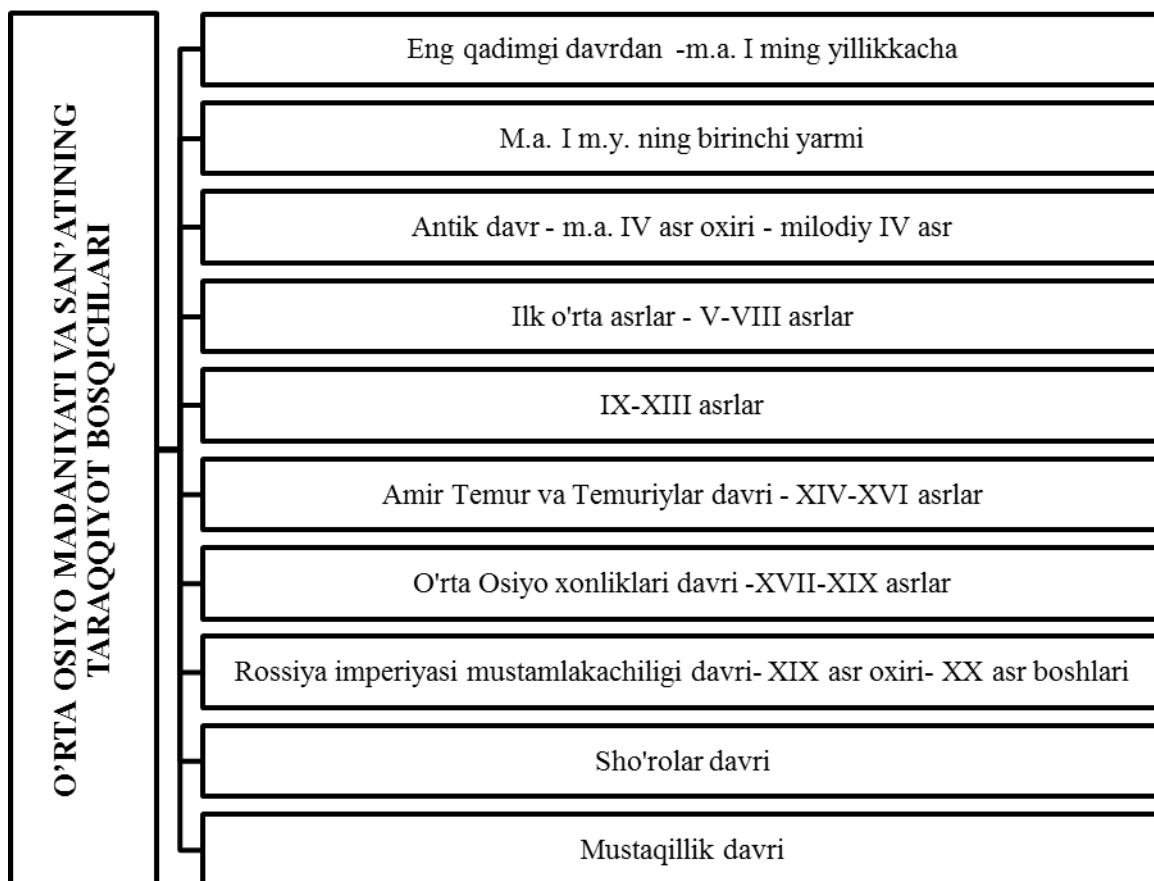 O’RTA OSIYO MADANIYATI VA SAN’ATINING
TARAQQIYOT BOSQICHLARI
Eng qadimgi davrdan -m.a. I ming yillikkacha
M.a. I m.y. ning birinchi yarmi
Antik davr - m.a. IV asr oxiri - milodiy IV asr
Ilk o'rta asrlar - V-VIII asrlar
IX-XIII asrlar
Amir Temur va Temuriylar davri - XIV-XVI asrlar
O'rta Osiyo xonliklari davri -XVII-XIX asrlar
Rossiya imperiyasi mustamlakachiligi davri- XIX asr oxiri- XX asr boshlari
Sho'rolar davri
Mustaqillik davri